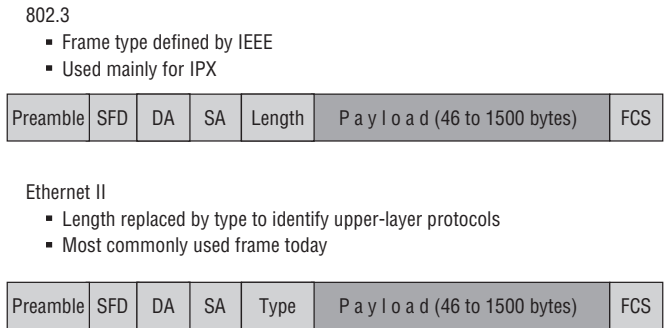 802.3
▪ Frame type defined by IEEE
▪ Used mainly for IPX
Preamble SFD DA SA Length Payload (46 to 1500 bytes) FCS
Ethernet II
▪ Length replaced by type to identify upper-layer protocols
▪ Most commonly used frame today
Preamble SFD DA SA Type Payload (46 to 1500 bytes) FCS